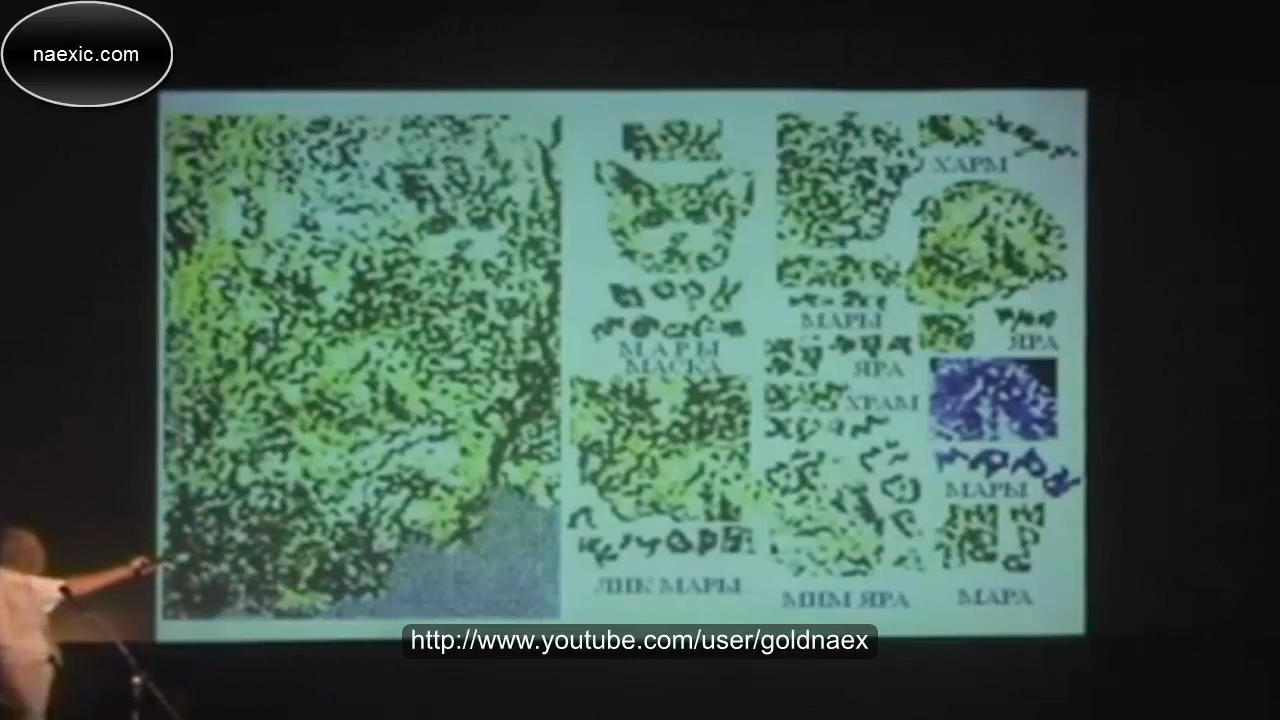 naexic.com
МАРЫ
МАСКА
ЛИК МАРЫ
ХАРМ
МАРЫ
ЯРА
ЯРА
ХРАМ
МАРЫ
МИМ ЯРА
МАРА
http://www.youtube.com/user/goldnaex